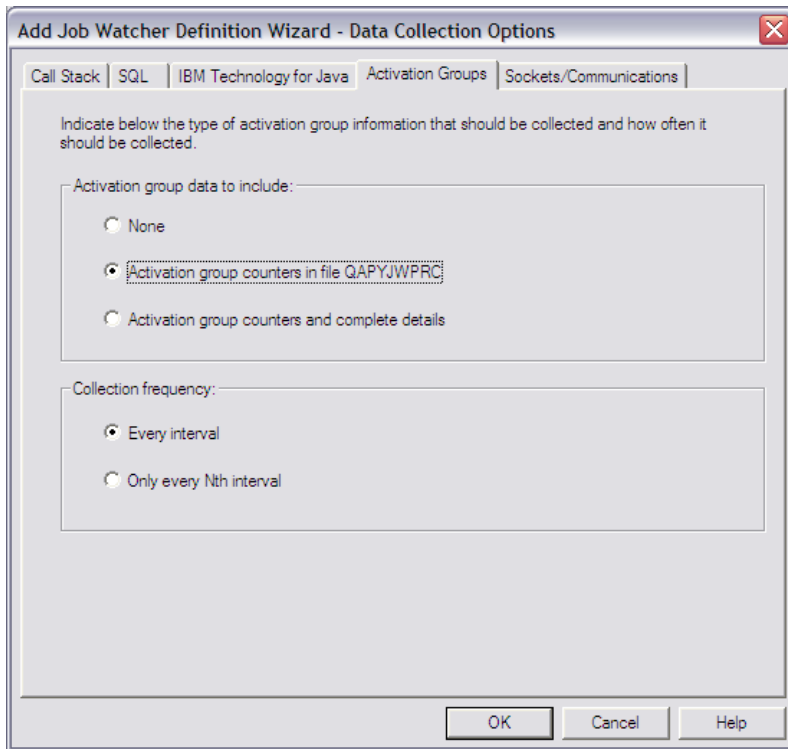 Add Job Watcher Definition Wizard - Data Collection Options
Call Stack SQL IBM Technology for Java Activation Groups Sockets/Communications
Indicate below the type of activation group information that should be collected and how often it
should be collected.
Activation group data to include:
None
Activation group counters in file QAPYJWPRC
Activation group counters and complete details
Collection frequency:
Every interval
Only every Nth interval
OK Cancel Help